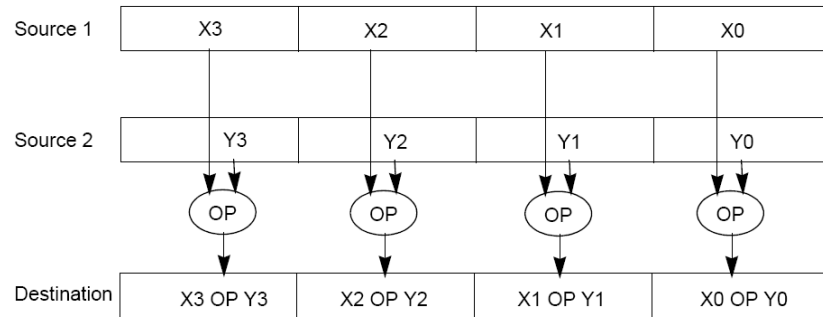 Source 1 X3 X2 X1 X0
Source 2 Y3 Y2 Y1 Y0
OP OP OP OP
Destination X3 OP Y3 X2 OP Y2 X1 OP Y1 X0 OP Y0